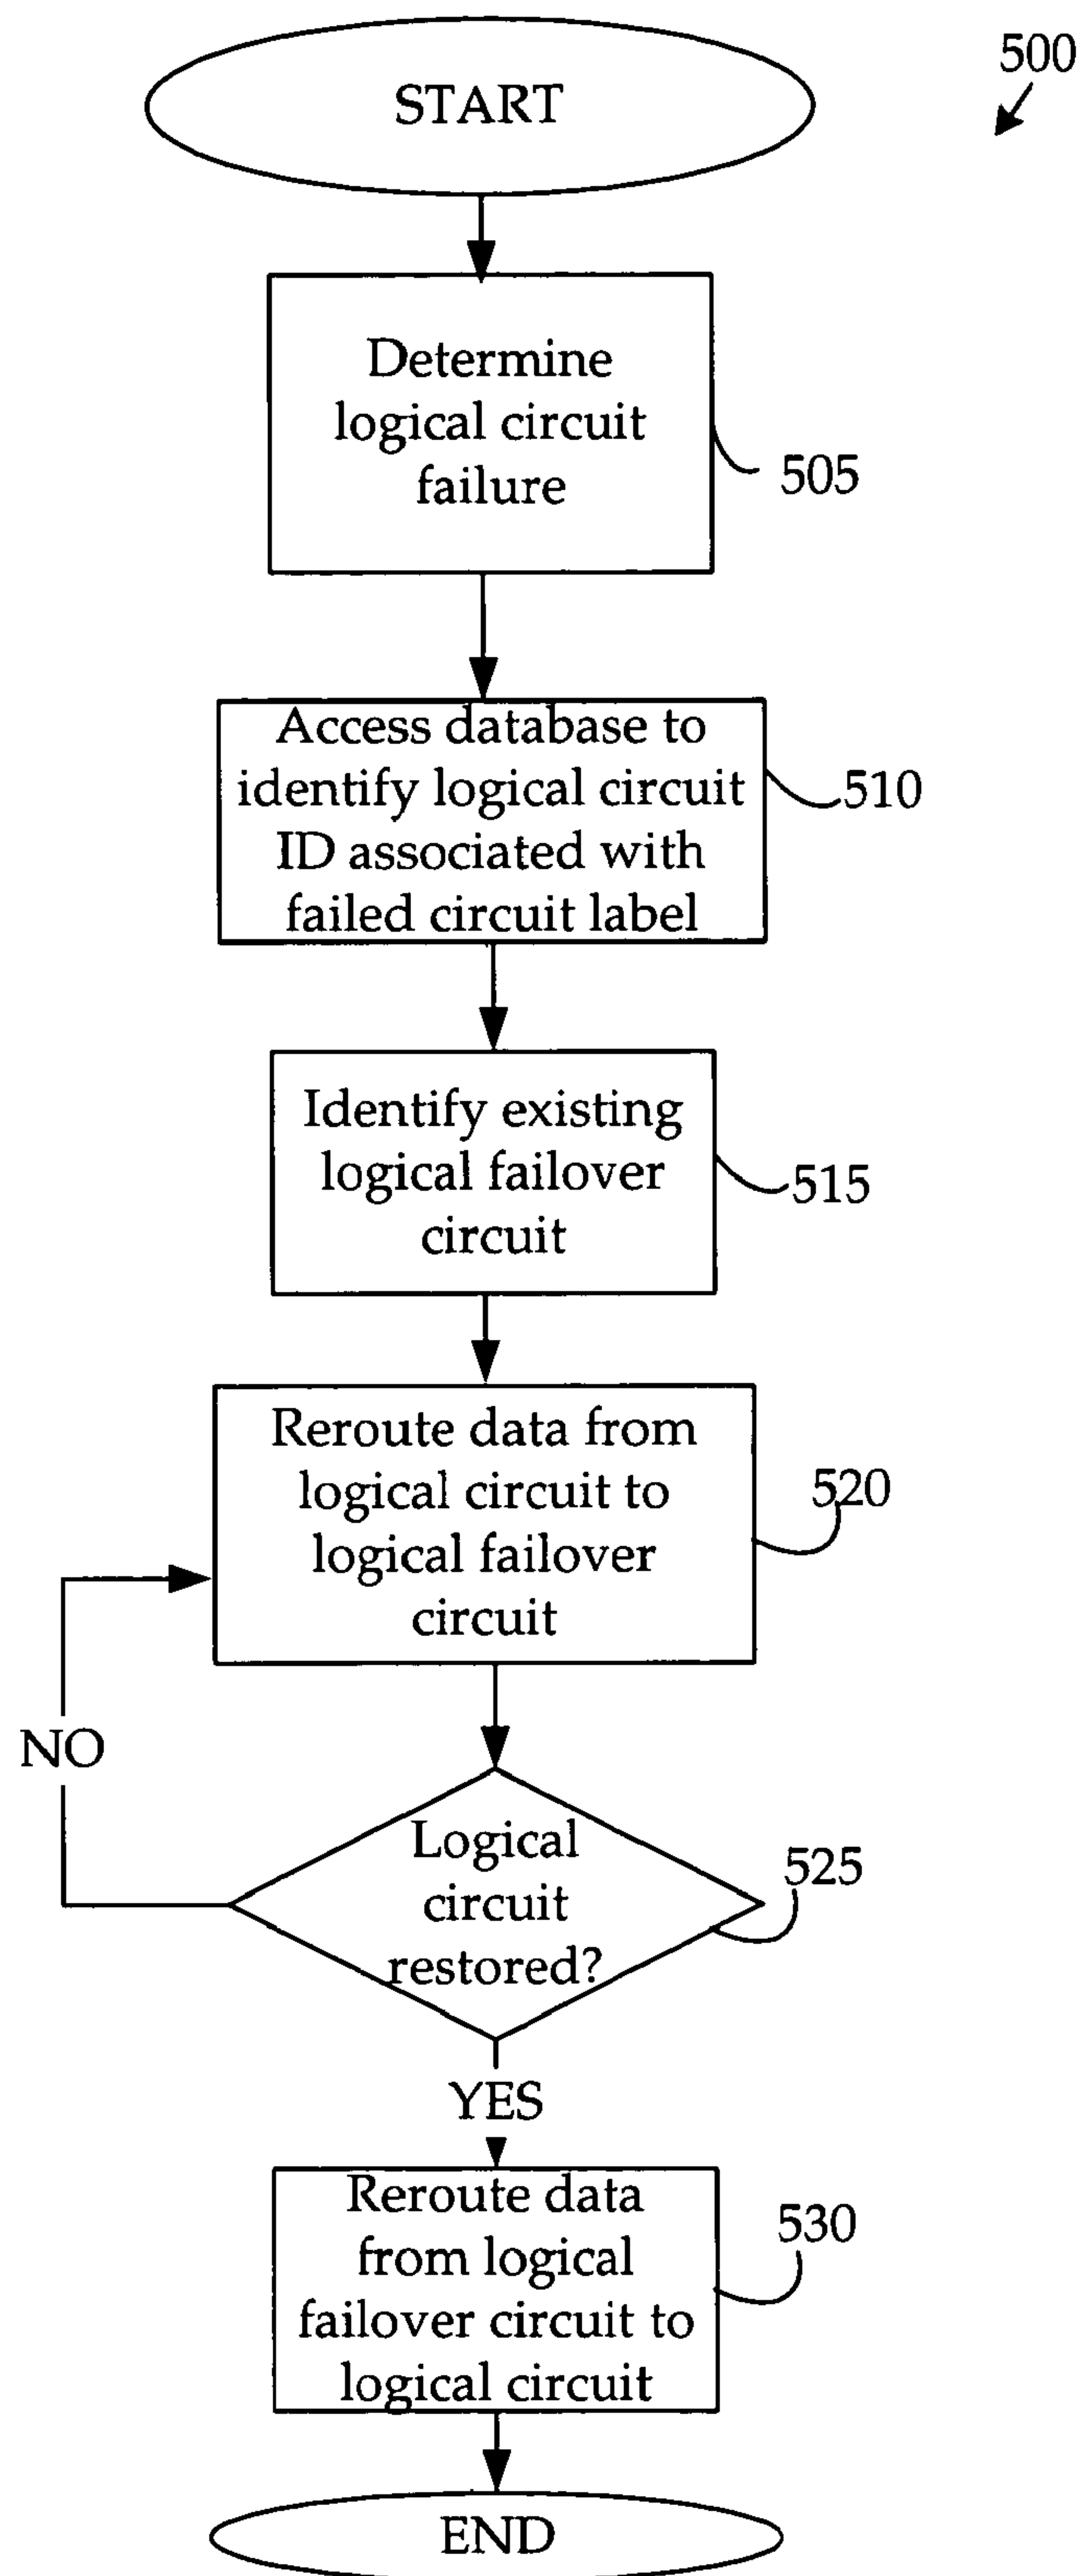 START
500
Determine
logical circuit
failure
505
Access database to
identify logical circuit
ID associated with
failed circuit label
510
Identify existing
logical failover
circuit
515
Reroute data from
logical circuit to
logical failover
circuit
520
NO
Logical
circuit
restored?
525
YES
Reroute data
from logical
failover circuit to
logical circuit
530
END